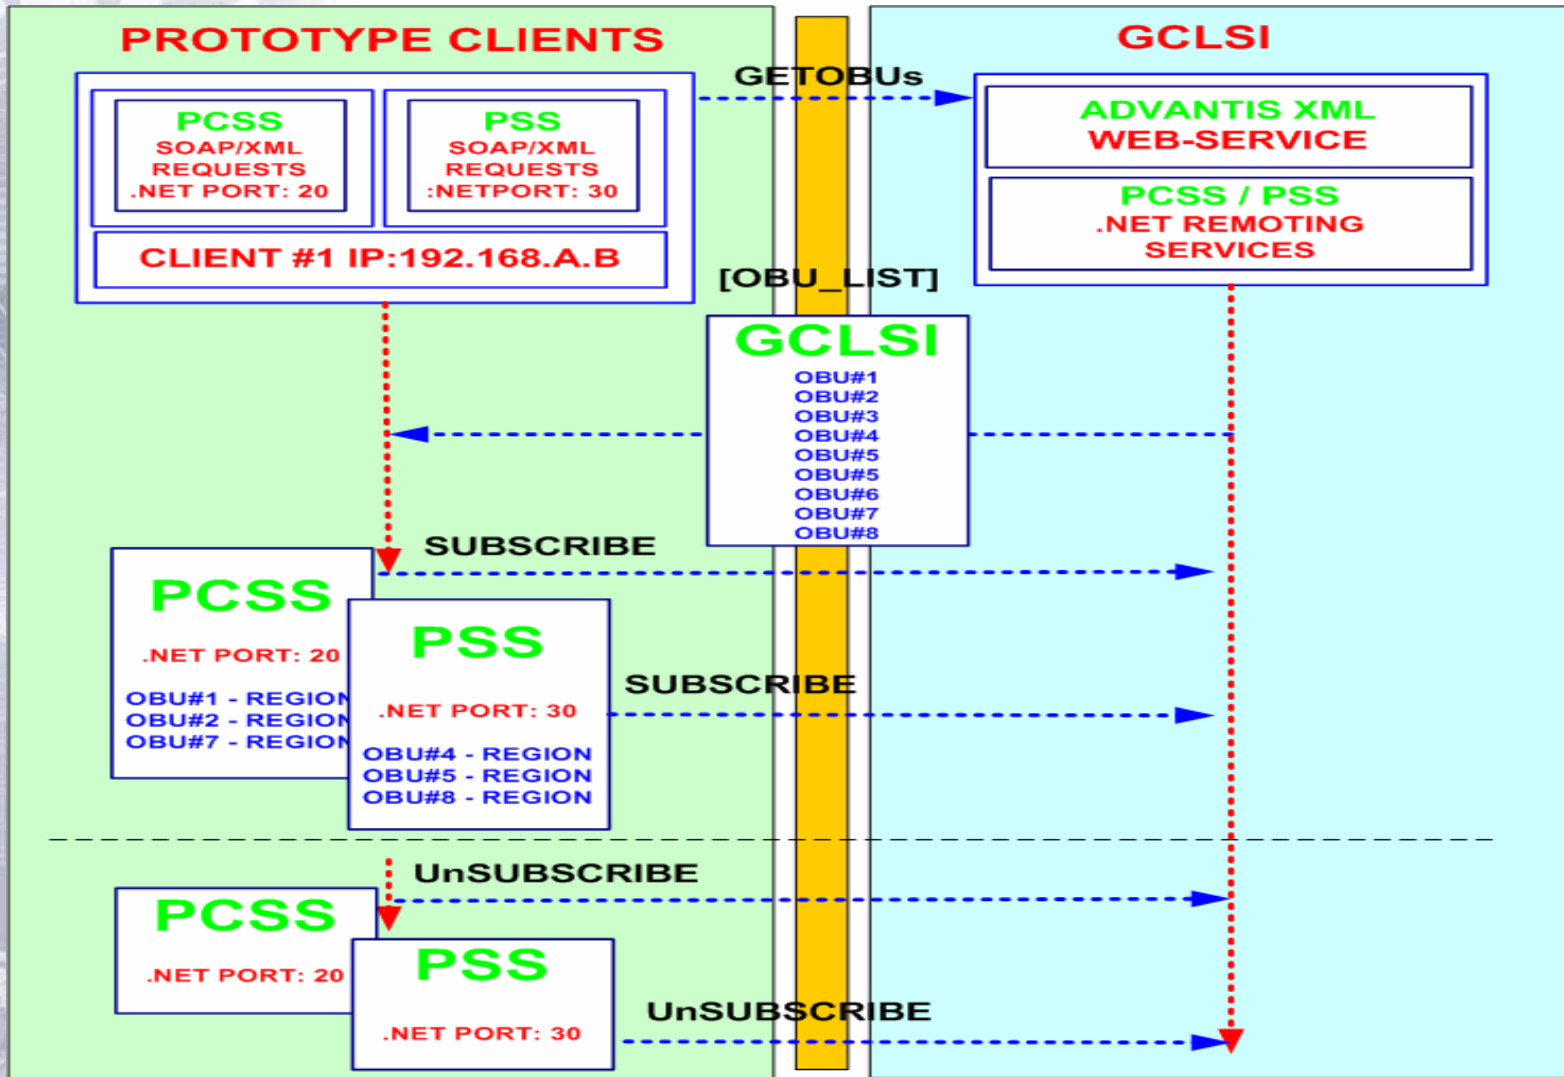 PROTOTYPE CLIENTS
PCSS
SOAP/XML
REQUESTS
.NET PORT: 20
PSS
SOAP/XML
REQUESTS
:NETPORT: 30
CLIENT #1 IP:192.168.A.B
GETOBUs
GCLSI
ADVANTIS XML
WEB-SERVICE
PCSS / PSS
.NET REMOTING
SERVICES
[OBU_LIST]
GCLSI
OBU#1
OBU#2
OBU#3
OBU#4
OBU#5
OBU#5
OBU#6
OBU#7
OBU#8
SUBSCRIBE
PCSS
.NET PORT: 20
OBU#1 - REGION
OBU#2 - REGION
OBU#7 - REGION
PSS
.NET PORT: 30
OBU#4 - REGION
OBU#5 - REGION
OBU#8 - REGION
SUBSCRIBE
UnSUBSCRIBE
PCSS
.NET PORT: 20
PSS
.NET PORT: 30
UnSUBSCRIBE